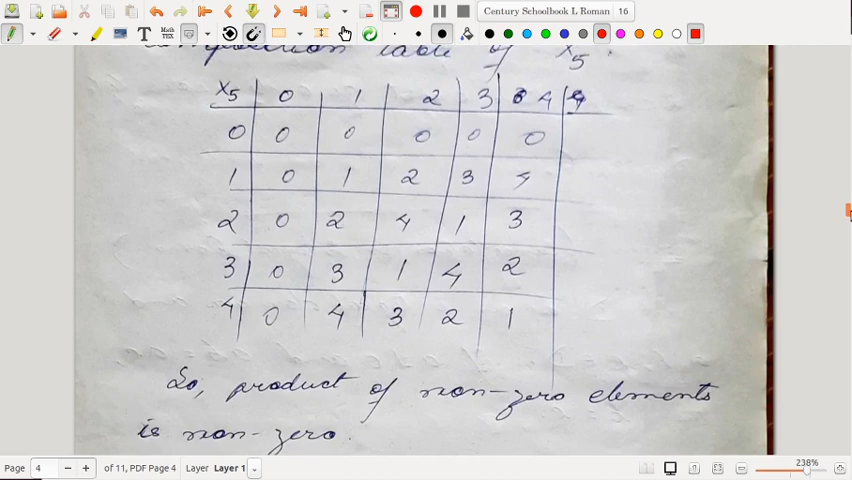 Century Schoolbook L Roman 16
T Math TEX
composition table of ×5.
×5 0 1 2 3 4
0 0 0 0 0 0
1 0 1 2 3 4
2 0 2 4 1 3
3 0 3 1 4 2
4 0 4 3 2 1
So, product of non-zero elements
is non-zero.
Page 4 of 11, PDF Page 4 Layer Layer 1 238%